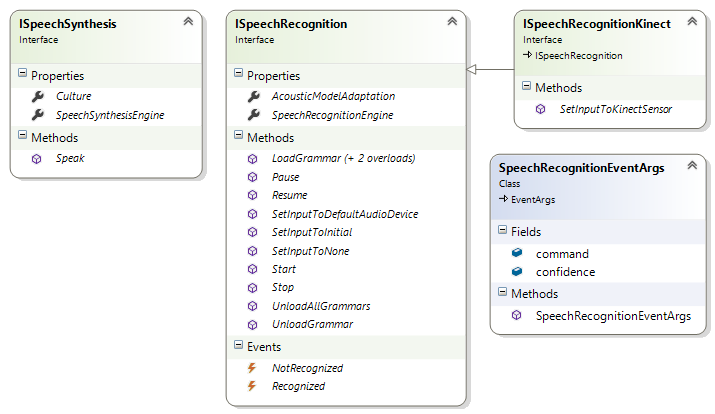 ISpeechSynthesis
Interface
Properties
Culture
SpeechSynthesisEngine
Methods
Speak
ISpeechRecognition
Interface
Properties
AcousticModelAdaptation
SpeechRecognitionEngine
Methods
LoadGrammar (+ 2 overloads)
Pause
Resume
SetInputToDefaultAudioDevice
SetInputToInitial
SetInputToNone
Start
Stop
UnloadAllGrammars
UnloadGrammar
Events
NotRecognized
Recognized
ISpeechRecognitionKinect
Interface
ISpeechRecognition
Methods
SetInputToKinectSensor
SpeechRecognitionEventArgs
Class
EventArgs
Fields
command
confidence
Methods
SpeechRecognitionEventArgs